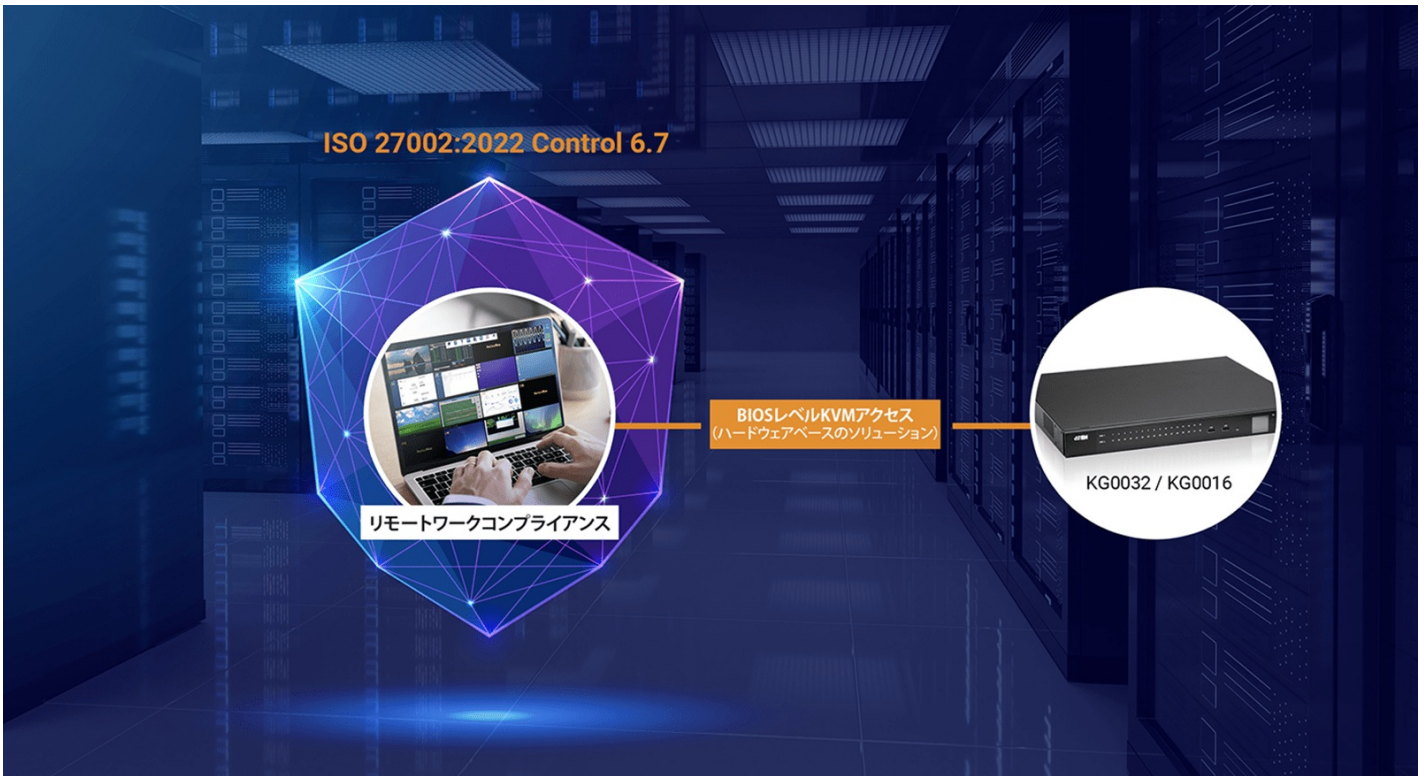 ISO 27002:2022 Control 6.7
BIOSレベルKVMアクセス
(ハードウェアベースのソリューション)
ATEN
KG0032 / KG0016
リモートワークコンプライアンス